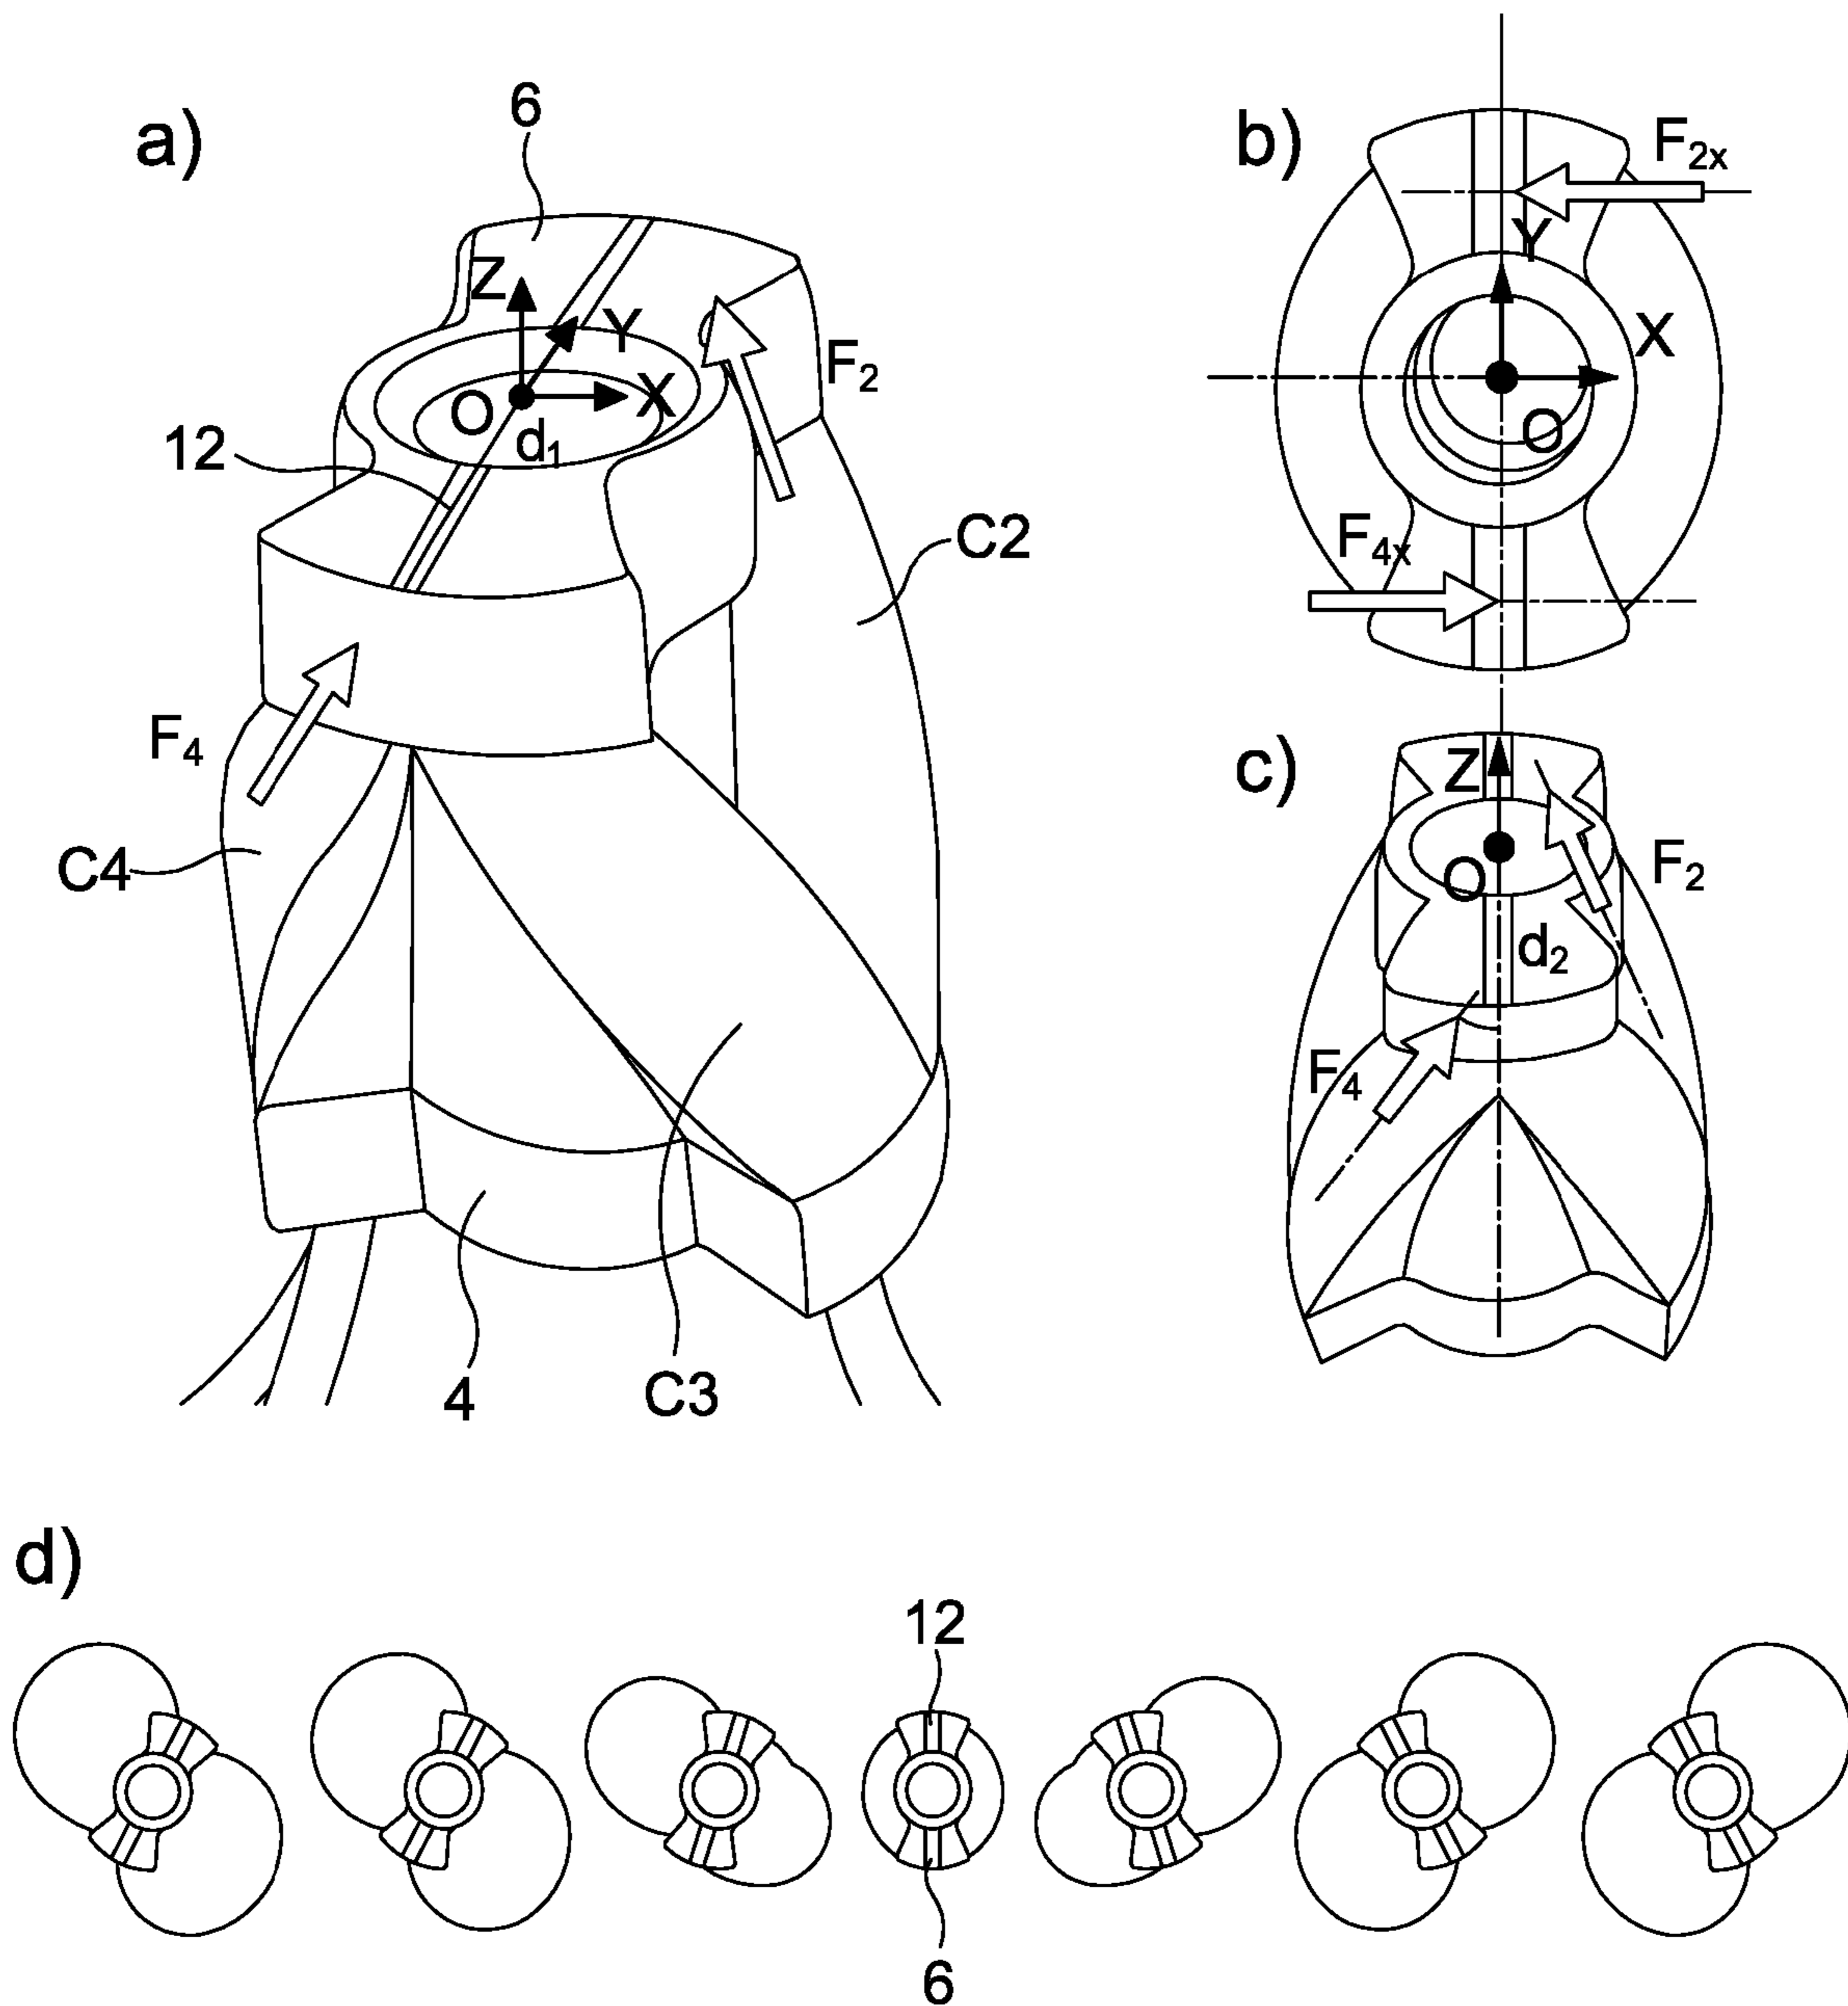 a)
6
Z
Y
X
O
d₁
12
F₂
C2
F₄
C4
C3
4
b)
F₂ₓ
Y
X
O
F₄ₓ
c)
Z
O
F₂
d₂
F₄
d)
12
6